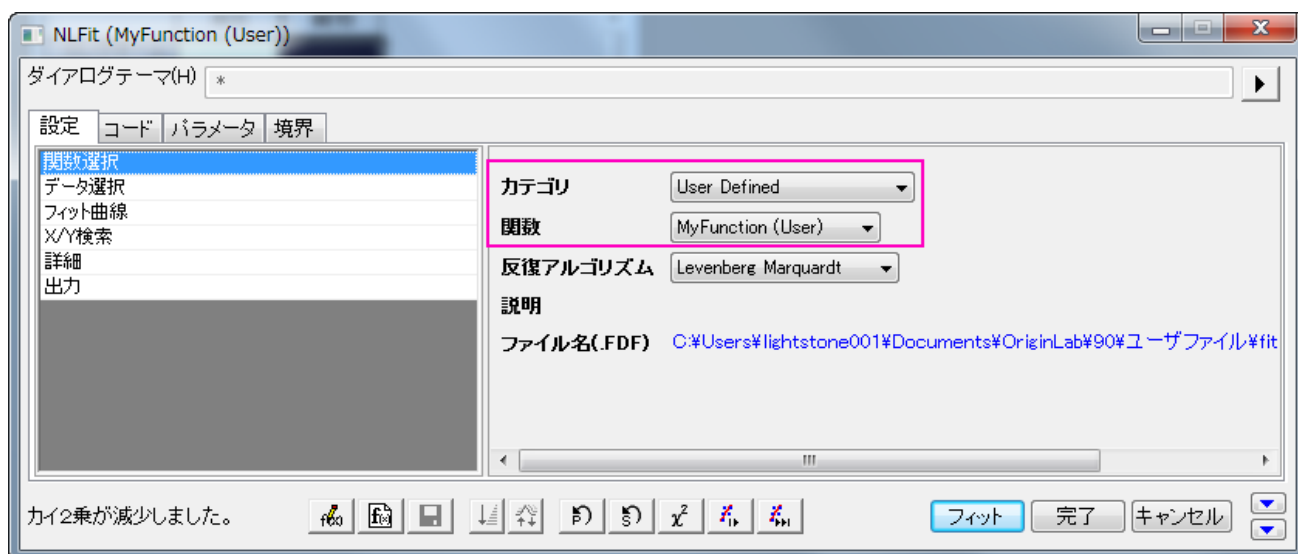 NLFit (MyFunction (User))
ダイアログテーマ(H) *
設定 コード パラメータ 境界
関数選択
データ選択
フィット曲線
X/Y検索
詳細
出力
カテゴリ User Defined
関数 MyFunction (User)
反復アルゴリズム Levenberg Marquardt
説明
ファイル名(.FDF) C:¥Users¥lightstone001¥Documents¥OriginLab¥90¥ユーザファイル¥fit
カイ2乗が減少しました。
χ²
フィット 完了 キャンセル